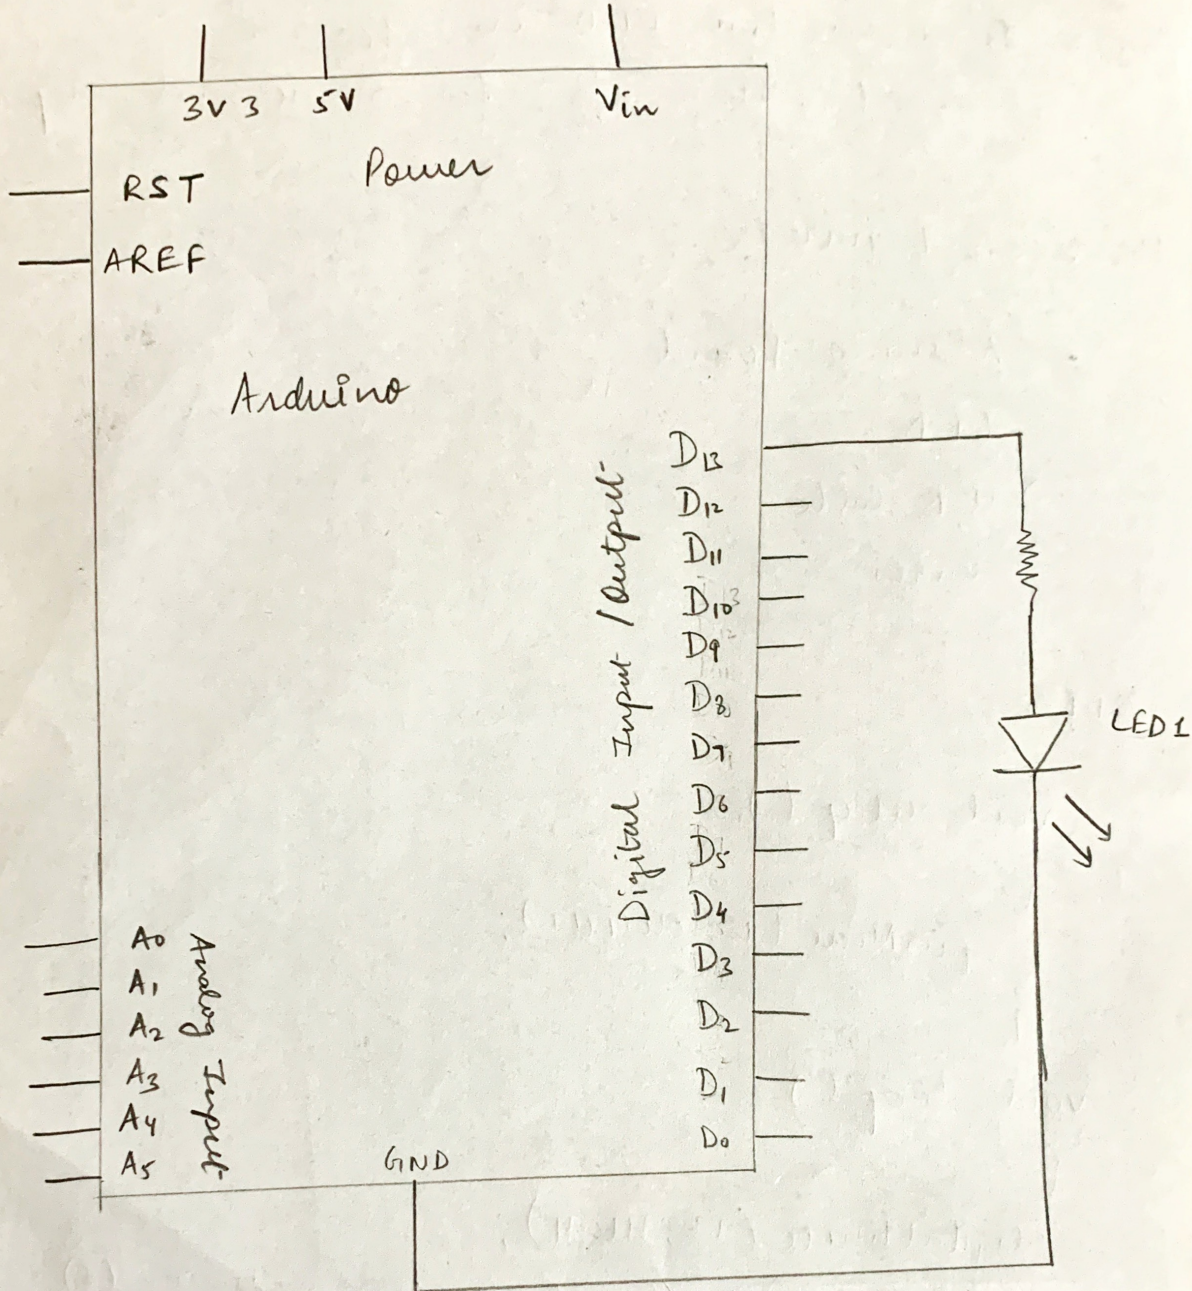 3V3 5V Vin
Power
RST
AREF
Arduino
Digital Input / Output
D13
D12
D11
D10
D9
D8
D7
D6
D5
D4
D3
D2
D1
D0
LED1
Analog Input
A0
A1
A2
A3
A4
A5
GND